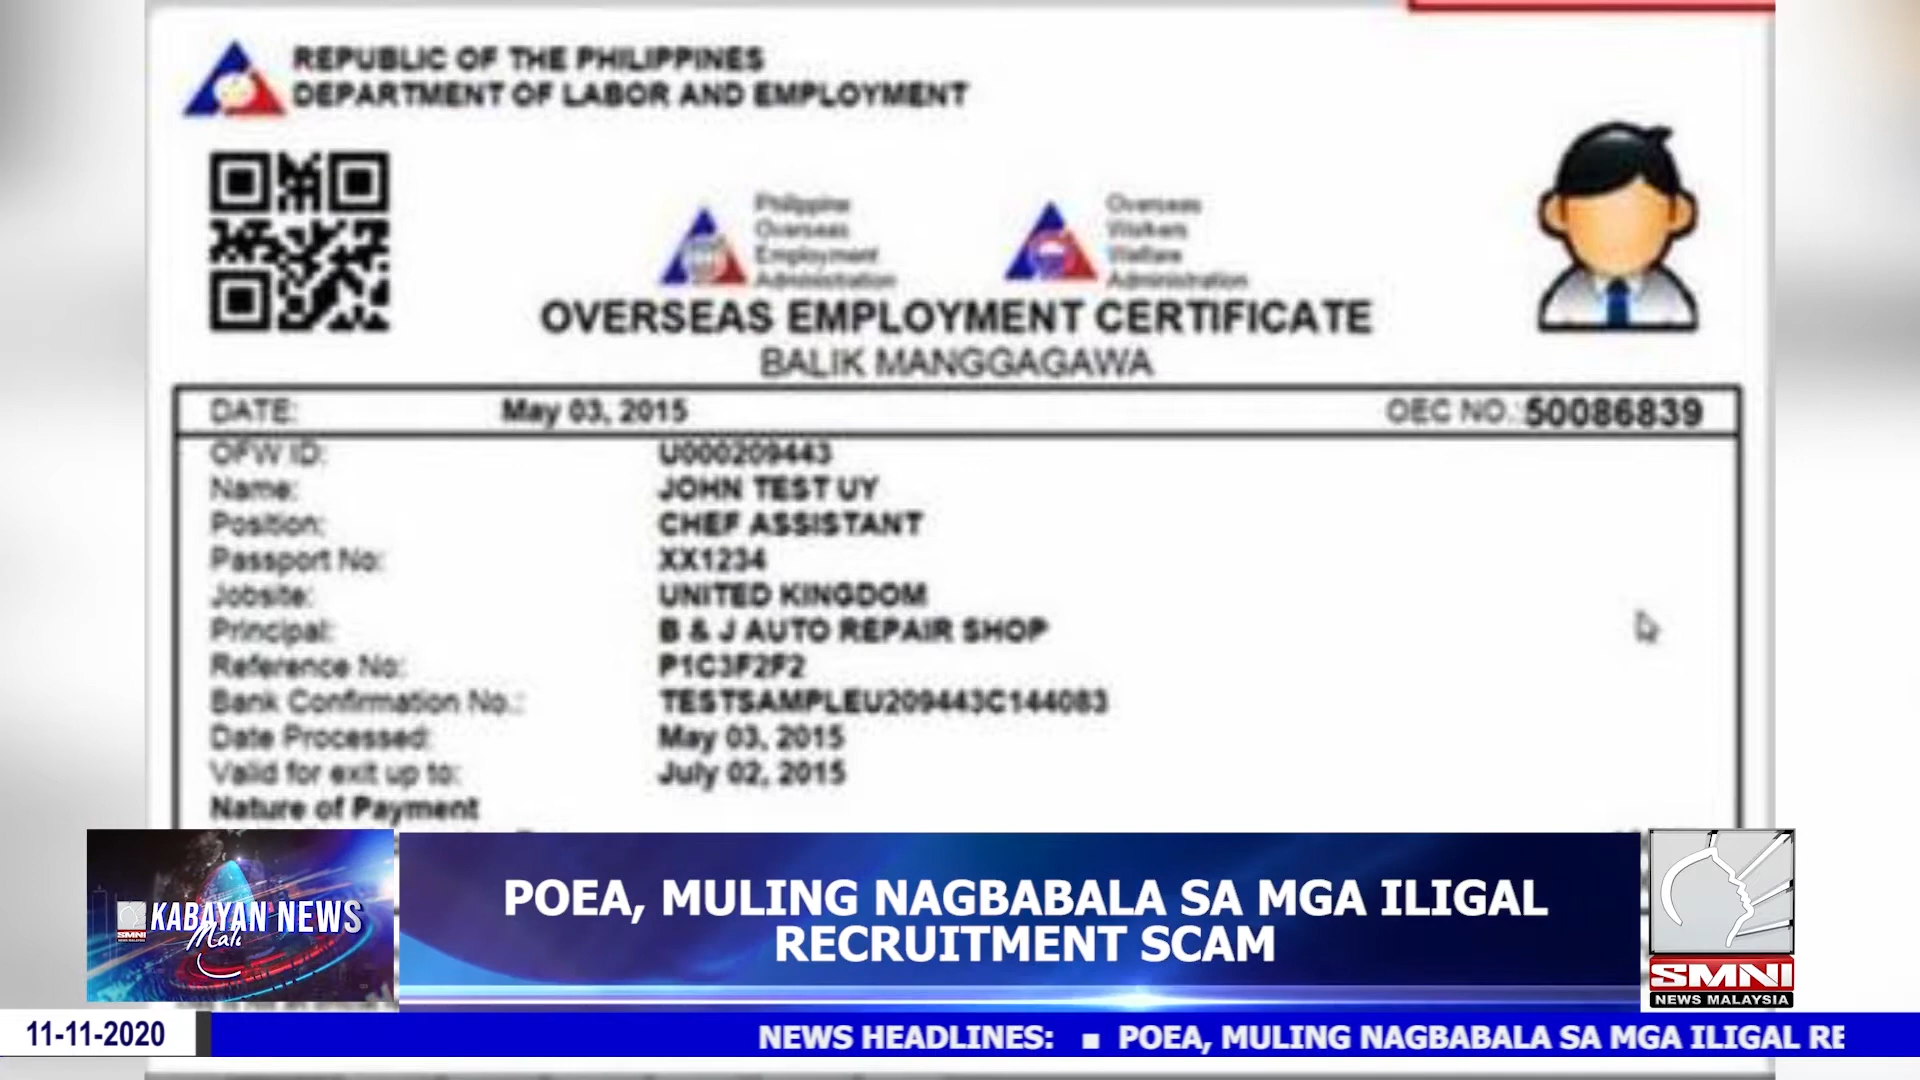 REPUBLIC OF THE PHILIPPINES
DEPARTMENT OF LABOR AND EMPLOYMENT
Philippine
Overseas
Employment
Administration
Overseas
Workers
Welfare
Administration
OVERSEAS EMPLOYMENT CERTIFICATE
BALIK MANGGAGAWA
DATE: May 03, 2015 OEC NO.: 50086839
OFW ID: U000209443
Name: JOHN TEST UY
Position: CHEF ASSISTANT
Passport No: XX1234
Jobsite: UNITED KINGDOM
Principal: B & J AUTO REPAIR SHOP
Reference No: P1C3F2F2
Bank Confirmation No.: TESTSAMPLEU209443C144083
Date Processed: May 03, 2015
Valid for exit up to: July 02, 2015
Nature of Payment
KABAYAN NEWS
SMNI
POEA, MULING NAGBABALA SA MGA ILIGAL
RECRUITMENT SCAM
SMNI
NEWS MALAYSIA
11-11-2020
NEWS HEADLINES: ■ POEA, MULING NAGBABALA SA MGA ILIGAL RE